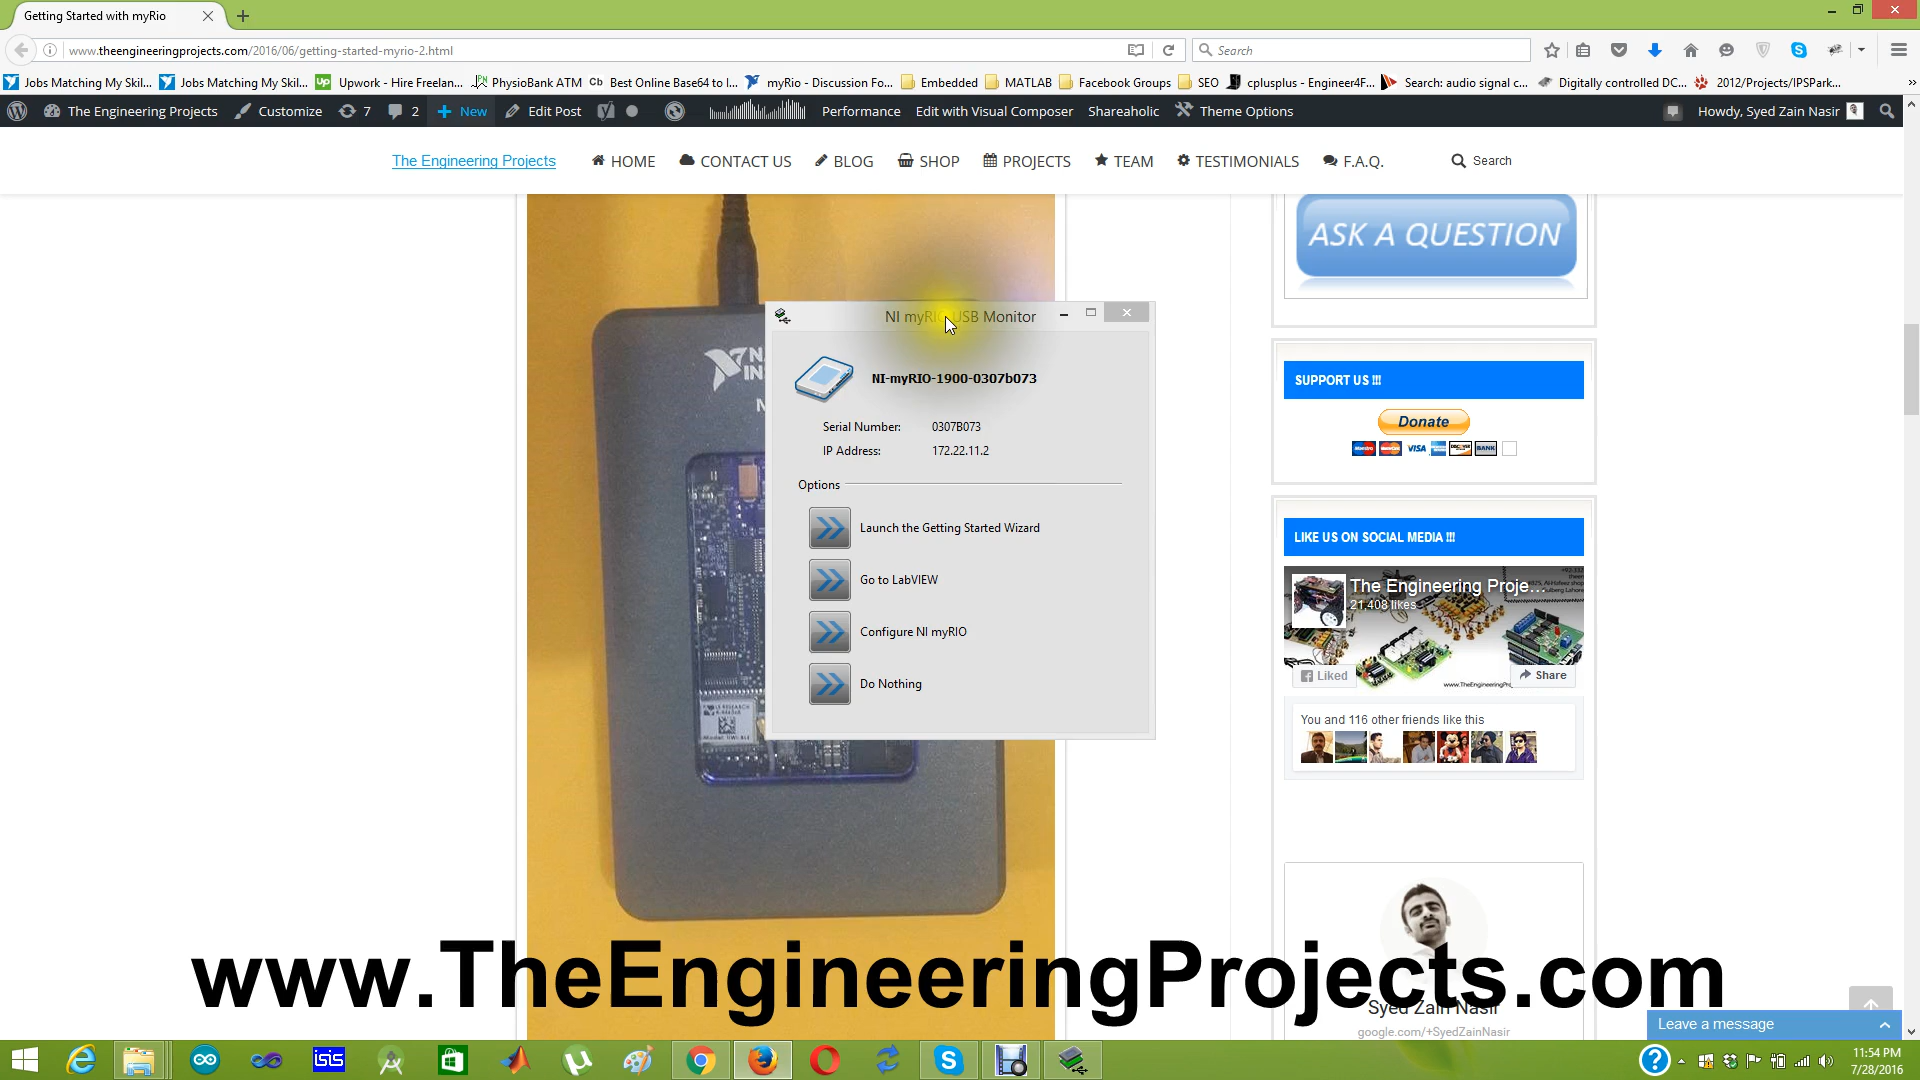 Getting Started with myRio
www.theengineeringprojects.com/2016/06/getting-started-myrio-2.html
Search
Jobs Matching My Skil...
Jobs Matching My Skil...
Up
Upwork - Hire Freelan...
PhysioBank ATM
Cb
Best Online Base64 to I...
myRio - Discussion Fo...
Embedded
MATLAB
Facebook Groups
SEO
cplusplus - Engineer4F...
Search: audio signal c...
Digitally controlled DC...
2012/Projects/IPSPark...
The Engineering Projects
Customize
7
2
New
Edit Post
Performance
Edit with Visual Composer
Shareaholic
Theme Options
Howdy, Syed Zain Nasir
The Engineering Projects
HOME
CONTACT US
BLOG
SHOP
PROJECTS
TEAM
TESTIMONIALS
F.A.Q.
Search
ASK A QUESTION
NI myRIO USB Monitor
NI-myRIO-1900-0307b073
Serial Number: 0307B073
IP Address: 172.22.11.2
Options
Launch the Getting Started Wizard
Go to LabVIEW
Configure NI myRIO
Do Nothing
SUPPORT US !!!
Donate
VISA
BANK
LIKE US ON SOCIAL MEDIA !!!
The Engineering Proje...
21,408 likes
Liked
Share
You and 116 other friends like this
www.TheEngineeringProjects.com
Syed Zain Nasir
google.com/+SyedZainNasir
Leave a message
isis
11:54 PM
7/28/2016